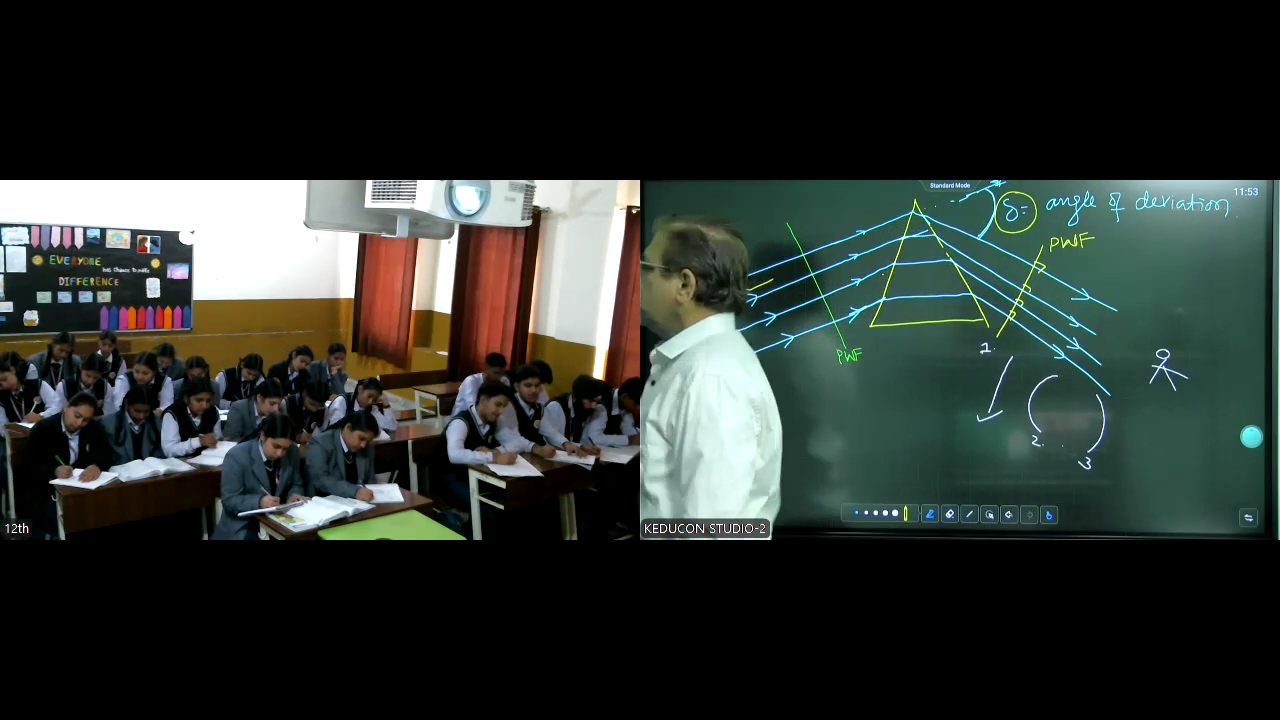 EVERYONE
DIFFERENCE
12th
Standard Mode
11:53
δ = angle of deviation
PWF
PWF
1.
2.
3
KEDUCON STUDIO-2